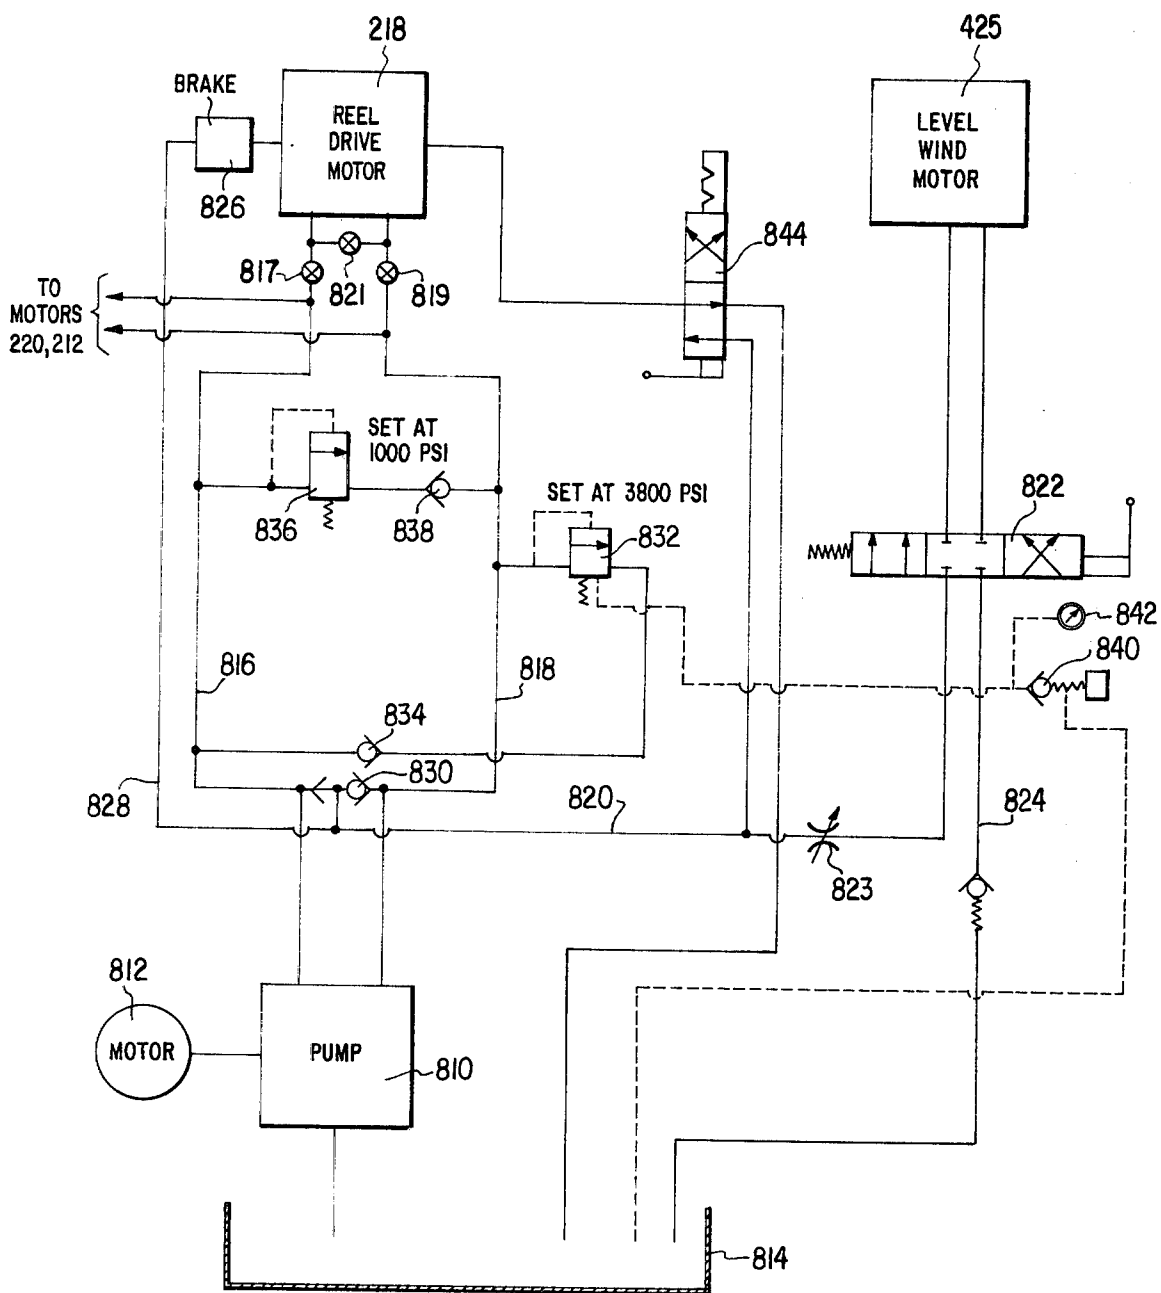 218
425
BRAKE
REEL
DRIVE
MOTOR
LEVEL
WIND
MOTOR
826
844
817
821
819
TO
MOTORS
220,212
SET AT
1000 PSI
822
SET AT 3800 PSI
836
838
832
842
840
816
818
834
830
828
820
824
823
812
MOTOR
PUMP
810
814